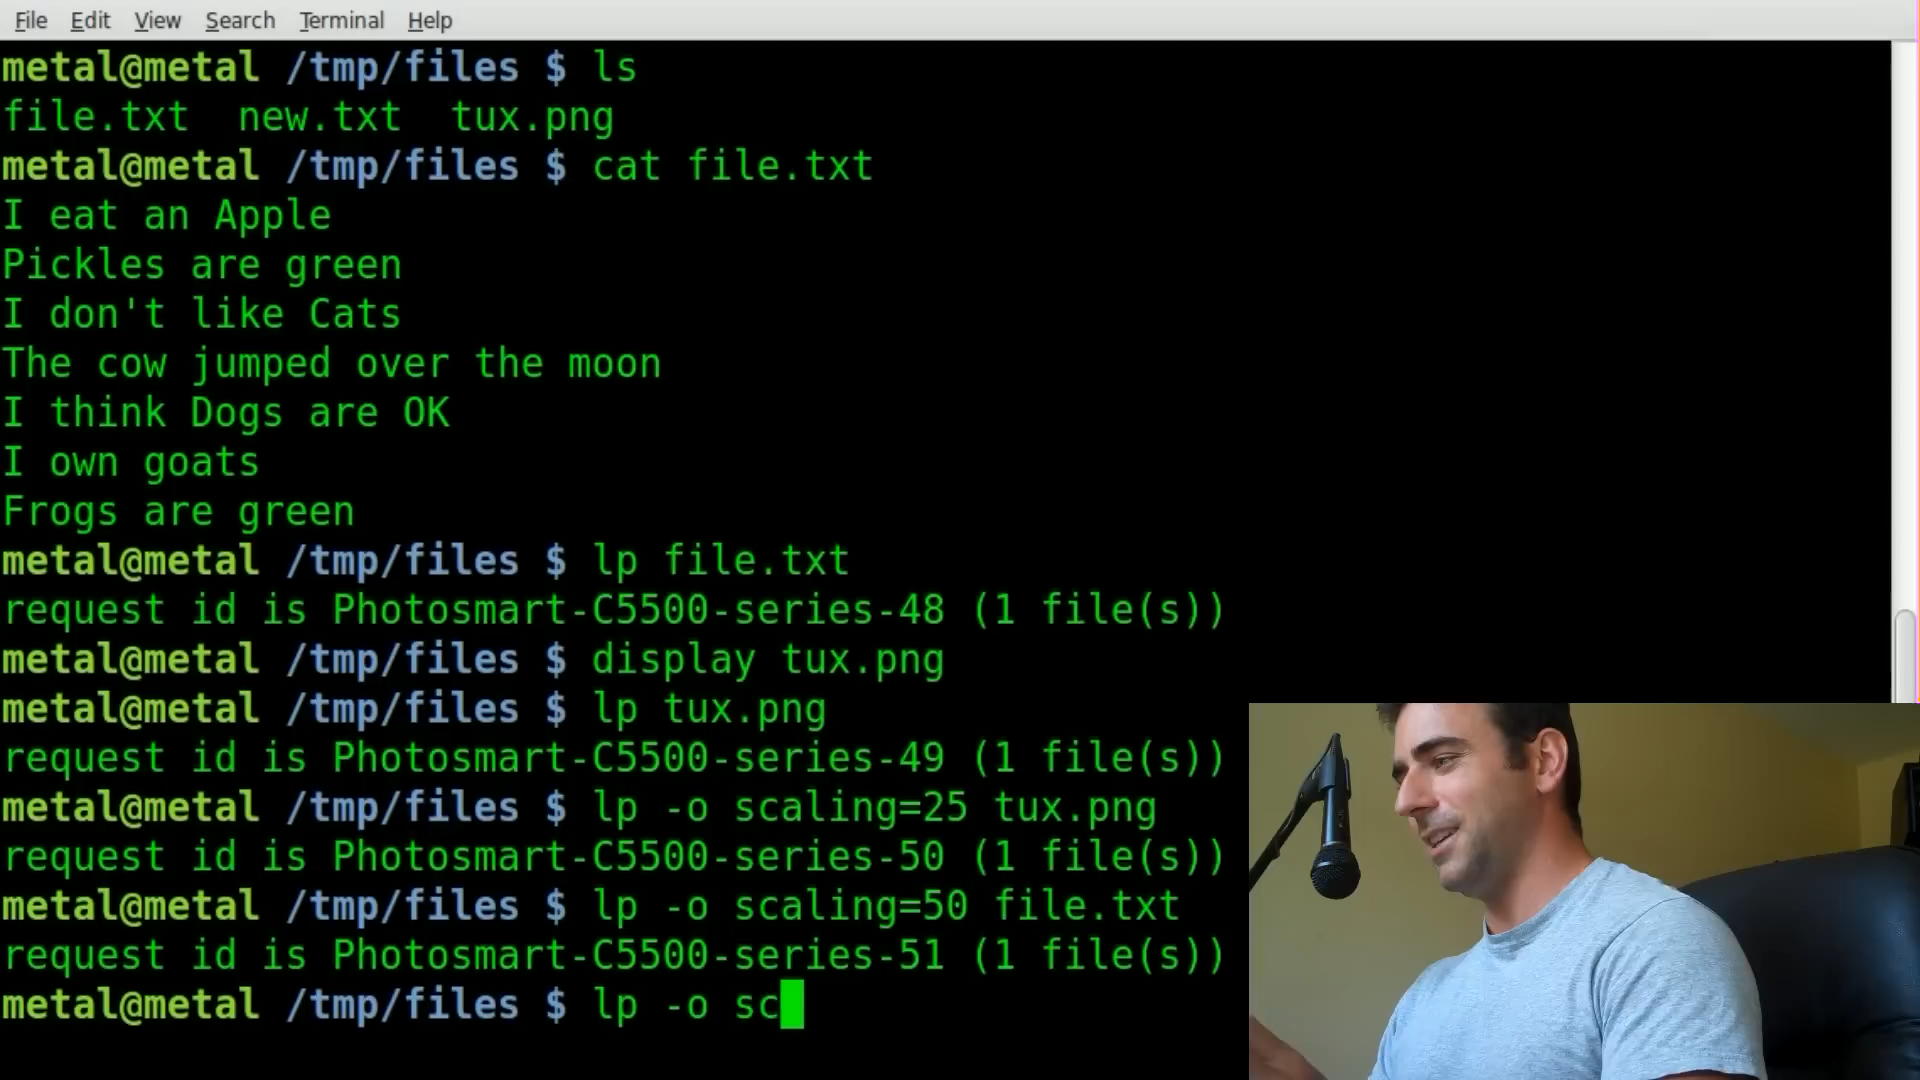 File Edit View Search Terminal Help
metal@metal /tmp/files $ ls
file.txt  new.txt  tux.png
metal@metal /tmp/files $ cat file.txt
I eat an Apple
Pickles are green
I don't like Cats
The cow jumped over the moon
I think Dogs are OK
I own goats
Frogs are green
metal@metal /tmp/files $ lp file.txt
request id is Photosmart-C5500-series-48 (1 file(s))
metal@metal /tmp/files $ display tux.png
metal@metal /tmp/files $ lp tux.png
request id is Photosmart-C5500-series-49 (1 file(s))
metal@metal /tmp/files $ lp -o scaling=25 tux.png
request id is Photosmart-C5500-series-50 (1 file(s))
metal@metal /tmp/files $ lp -o scaling=50 file.txt
request id is Photosmart-C5500-series-51 (1 file(s))
metal@metal /tmp/files $ lp -o sc